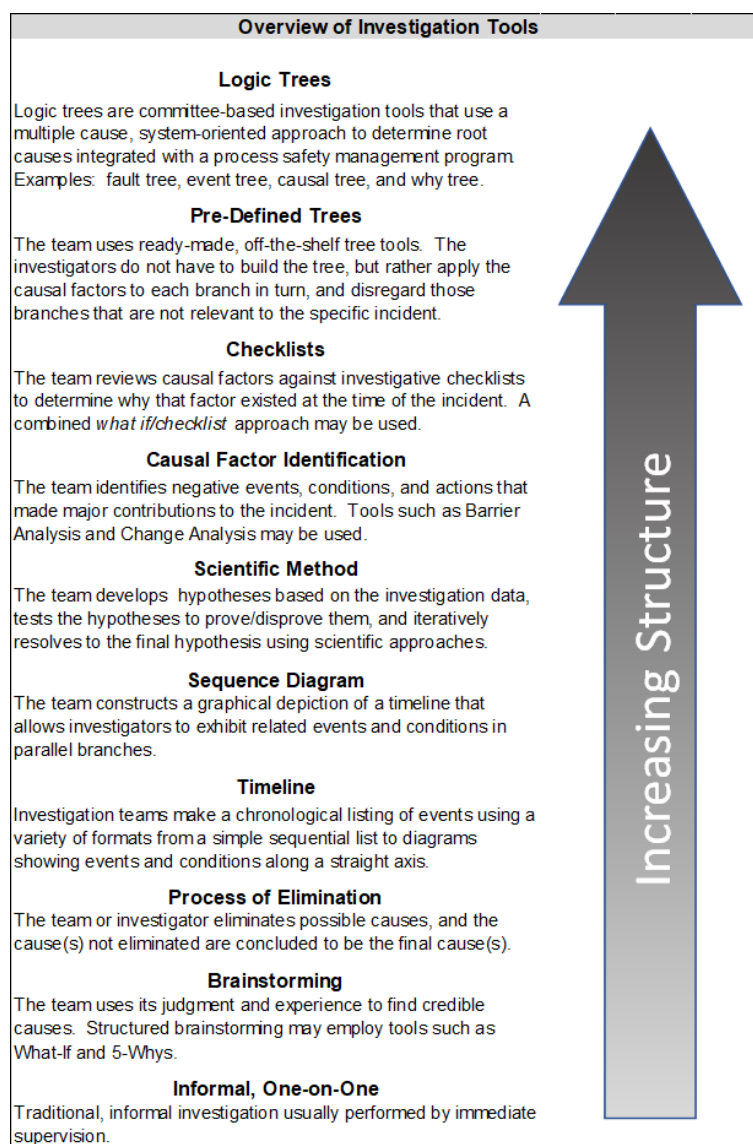 Overview of Investigation Tools
Logic Trees
Logic trees are committee-based investigation tools that use a
multiple cause, system-oriented approach to determine root
causes integrated with a process safety management program.
Examples: fault tree, event tree, causal tree, and why tree.
Pre-Defined Trees
The team uses ready-made, off-the-shelf tree tools. The
investigators do not have to build the tree, but rather apply the
causal factors to each branch in turn, and disregard those
branches that are not relevant to the specific incident.
Checklists
The team reviews causal factors against investigative checklists
to determine why that factor existed at the time of the incident. A
combined what if/checklist approach may be used.
Causal Factor Identification
The team identifies negative events, conditions, and actions that
made major contributions to the incident. Tools such as Barrier
Analysis and Change Analysis may be used.
Scientific Method
The team develops hypotheses based on the investigation data,
tests the hypotheses to prove/disprove them, and iteratively
resolves to the final hypothesis using scientific approaches.
Sequence Diagram
The team constructs a graphical depiction of a timeline that
allows investigators to exhibit related events and conditions in
parallel branches.
Timeline
Investigation teams make a chronological listing of events using a
variety of formats from a simple sequential list to diagrams
showing events and conditions along a straight axis.
Process of Elimination
The team or investigator eliminates possible causes, and the
cause(s) not eliminated are concluded to be the final cause(s).
Brainstorming
The team uses its judgment and experience to find credible
causes. Structured brainstorming may employ tools such as
What-If and 5-Whys.
Informal, One-on-One
Traditional, informal investigation usually performed by immediate
supervision.
Increasing Structure